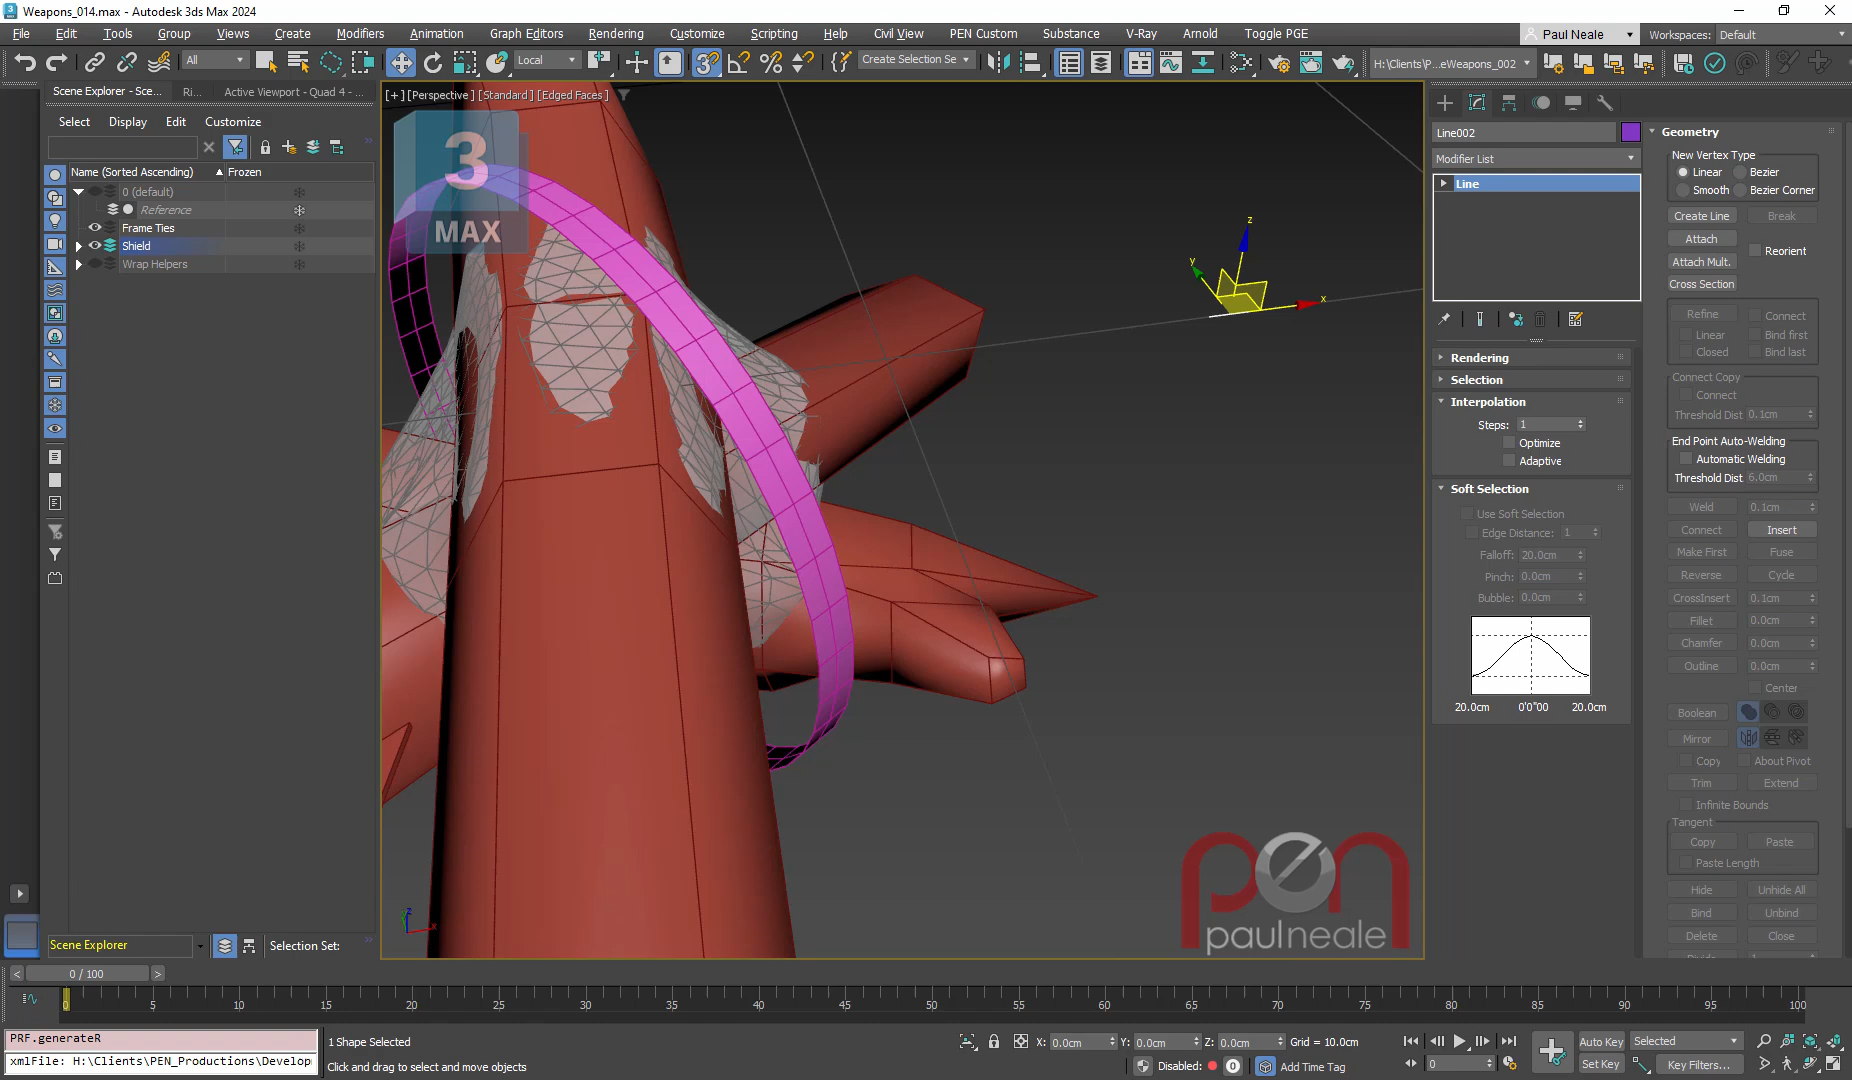 Weapons_014.max - Autodesk 3ds Max 2024
File Edit Tools Group Views Create Modifiers Animation Graph Editors Rendering Customize Scripting Help Civil View PEN Custom Substance V-Ray Arnold Toggle PGE
Paul Neale
Workspaces: Default
All
Local
Create Selection Se
H:\Clients\P...eWeapons_002
Scene Explorer - Sce...
Ri...
Active Viewport - Quad 4 - ...
Select Display Edit Customize
Name (Sorted Ascending)
Frozen
0 (default)
Reference
Frame Ties
Shield
Wrap Helpers
Scene Explorer
Selection Set:
[+] [Perspective] [Standard] [Edged Faces]
3
MAX
z
y
x
pen
paulneale
Line002
Modifier List
Line
Rendering
Selection
Interpolation
Steps: 1
Optimize
Adaptive
Soft Selection
Use Soft Selection
Edge Distance: 1
Falloff: 20.0cm
Pinch: 0.0cm
Bubble: 0.0cm
20.0cm 0'0"00 20.0cm
Geometry
New Vertex Type
Linear Bezier
Smooth Bezier Corner
Create Line Break
Attach
Reorient
Attach Mult.
Cross Section
Refine Connect
Linear Bind first
Closed Bind last
Connect Copy
Connect
Threshold Dist 0.1cm
End Point Auto-Welding
Automatic Welding
Threshold Dist 6.0cm
Weld 0.1cm
Connect Insert
Make First Fuse
Reverse Cycle
CrossInsert 0.1cm
Fillet 0.0cm
Chamfer 0.0cm
Outline 0.0cm
Center
Boolean
Mirror
Copy About Pivot
Trim Extend
Infinite Bounds
Tangent
Copy Paste
Paste Length
Hide Unhide All
Bind Unbind
Delete Close
< 0 / 100 >
0 5 10 15 20 25 30 35 40 45 50 55 60 65 70 75 80 85 90 95 100
PRF.generateR
xmlFile: H:\Clients\PEN_Productions\Develop
1 Shape Selected
Click and drag to select and move objects
X: 0.0cm Y: 0.0cm Z: 0.0cm Grid = 10.0cm
Disabled: 0 Add Time Tag
0
Auto Key Selected
Set Key Key Filters...